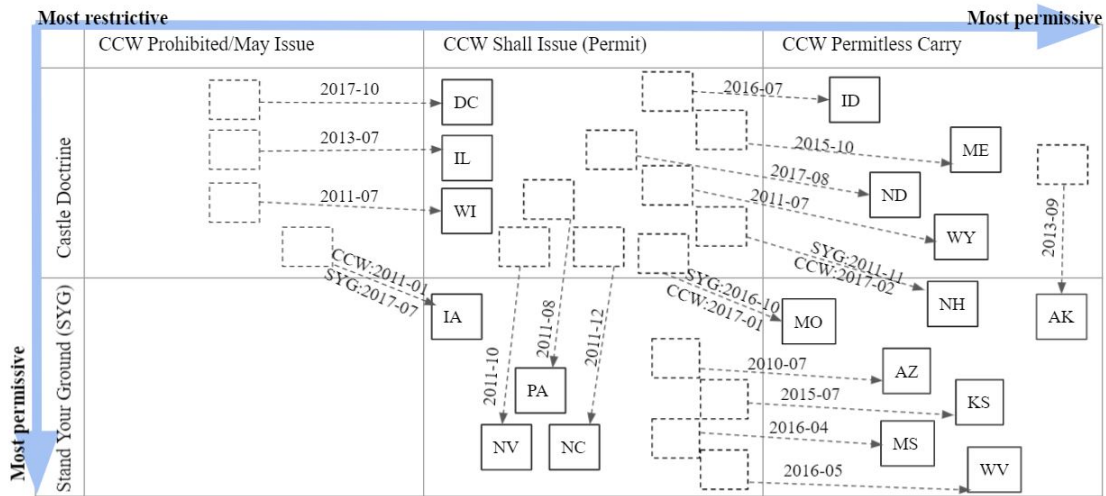 Most restrictive
Most permissive
CCW Prohibited/May Issue
CCW Shall Issue (Permit)
CCW Permitless Carry
Castle Doctrine
Stand Your Ground (SYG)
Most permissive
2017-10
DC
2013-07
IL
2011-07
WI
CCW:2011-01
SYG:2017-07
IA
2011-10
NV
2011-08
PA
2011-12
NC
2016-07
ID
2015-10
ME
2017-08
ND
2011-07
WY
SYG:2011-11
CCW:2017-02
NH
2013-09
AK
SYG:2016-10
CCW:2017-01
MO
2010-07
AZ
2015-07
KS
2016-04
MS
2016-05
WV